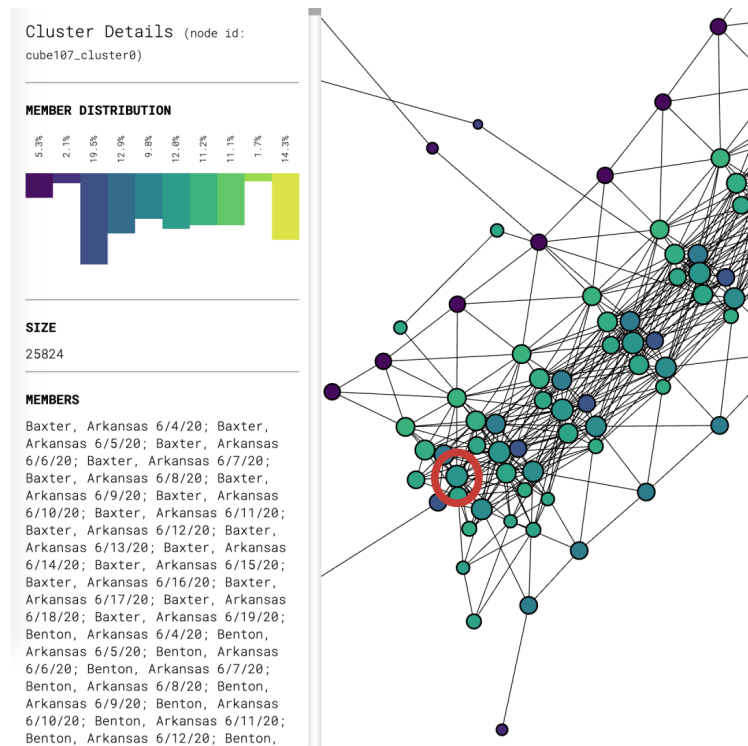 Cluster Details (node id:
cube107_cluster0)
MEMBER DISTRIBUTION
5.3% 2.1% 19.5% 12.9% 9.8% 12.0% 11.2% 11.1% 1.7% 14.3%
SIZE
25824
MEMBERS
Baxter, Arkansas 6/4/20; Baxter,
Arkansas 6/5/20; Baxter, Arkansas
6/6/20; Baxter, Arkansas 6/7/20;
Baxter, Arkansas 6/8/20; Baxter,
Arkansas 6/9/20; Baxter, Arkansas
6/10/20; Baxter, Arkansas 6/11/20;
Baxter, Arkansas 6/12/20; Baxter,
Arkansas 6/13/20; Baxter, Arkansas
6/14/20; Baxter, Arkansas 6/15/20;
Baxter, Arkansas 6/16/20; Baxter,
Arkansas 6/17/20; Baxter, Arkansas
6/18/20; Baxter, Arkansas 6/19/20;
Benton, Arkansas 6/4/20; Benton,
Arkansas 6/5/20; Benton, Arkansas
6/6/20; Benton, Arkansas 6/7/20;
Benton, Arkansas 6/8/20; Benton,
Arkansas 6/9/20; Benton, Arkansas
6/10/20; Benton, Arkansas 6/11/20;
Benton, Arkansas 6/12/20; Benton,